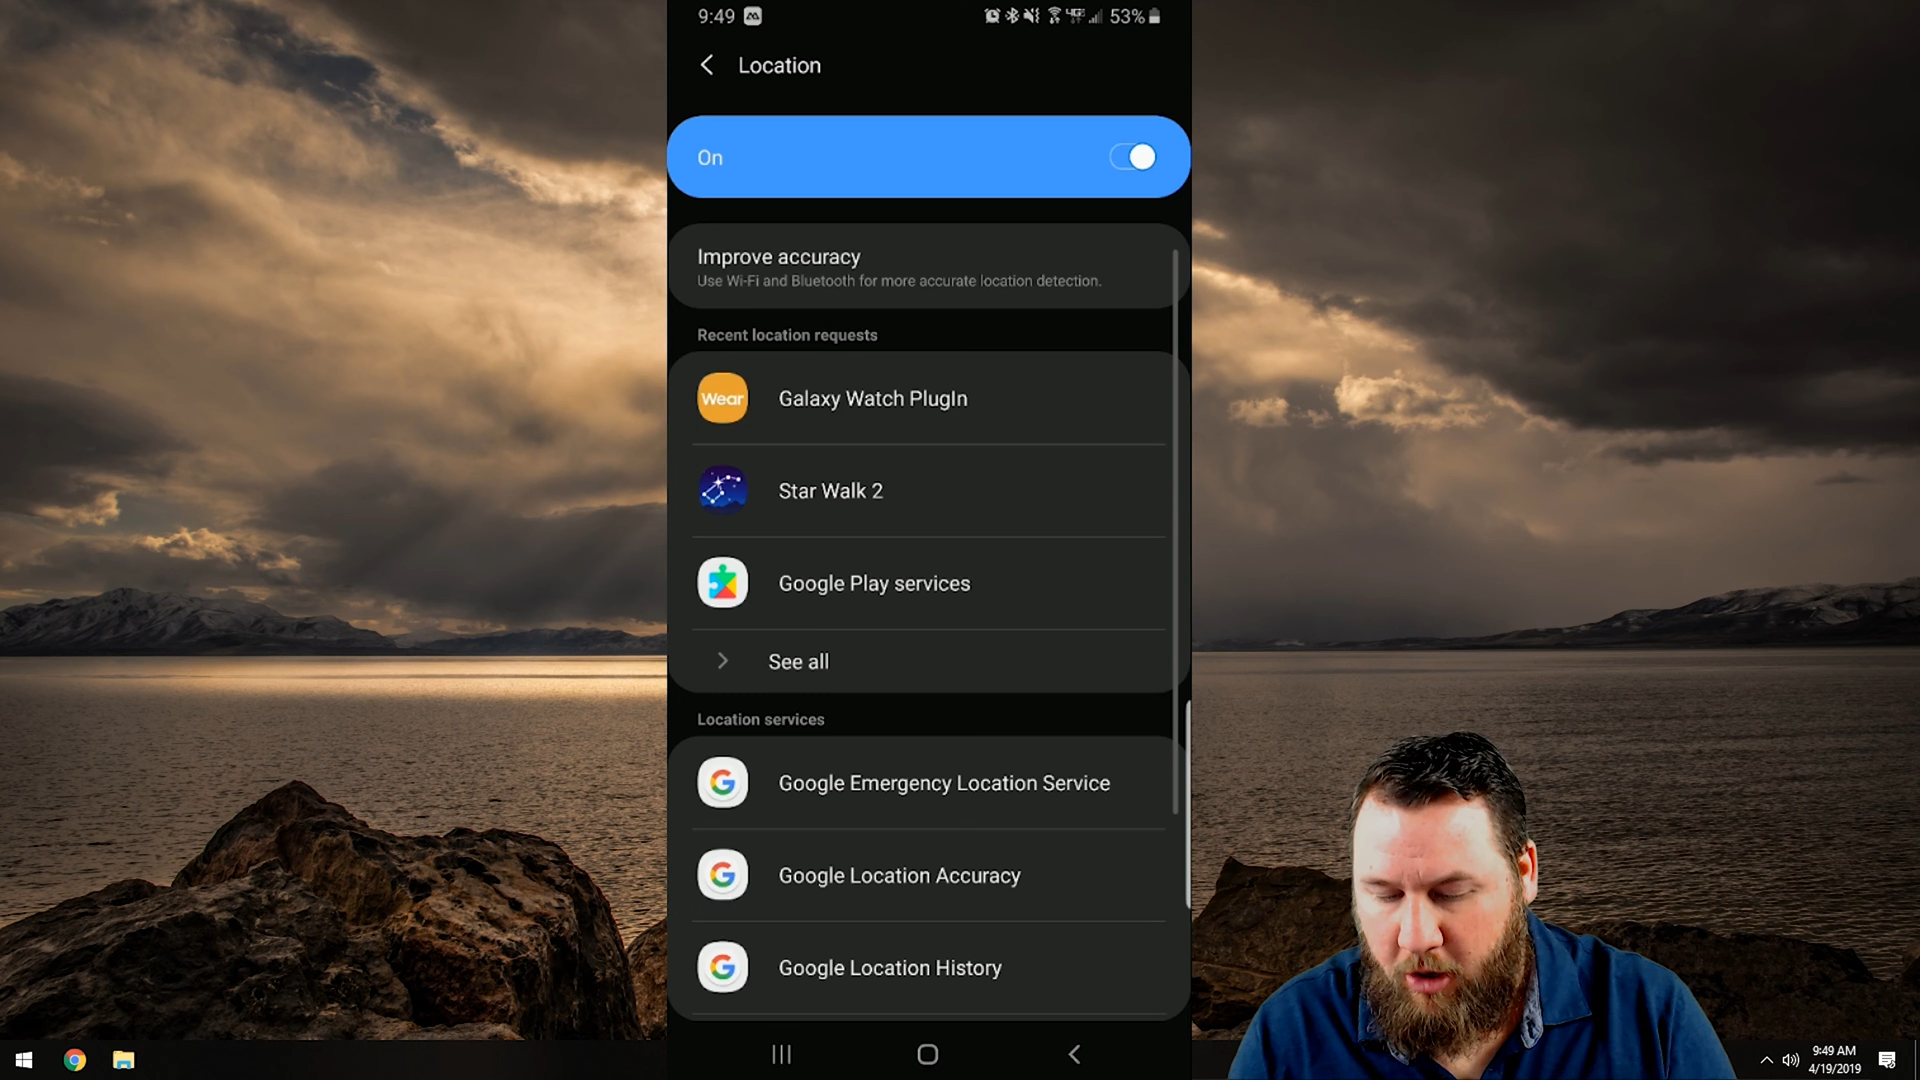 9:49
4G
53%
Location
On
Improve accuracy
Use Wi-Fi and Bluetooth for more accurate location detection.
Recent location requests
Wear
Galaxy Watch PlugIn
Star Walk 2
Google Play services
See all
Location services
G
Google Emergency Location Service
G
Google Location Accuracy
G
Google Location History
9:49 AM
4/19/2019